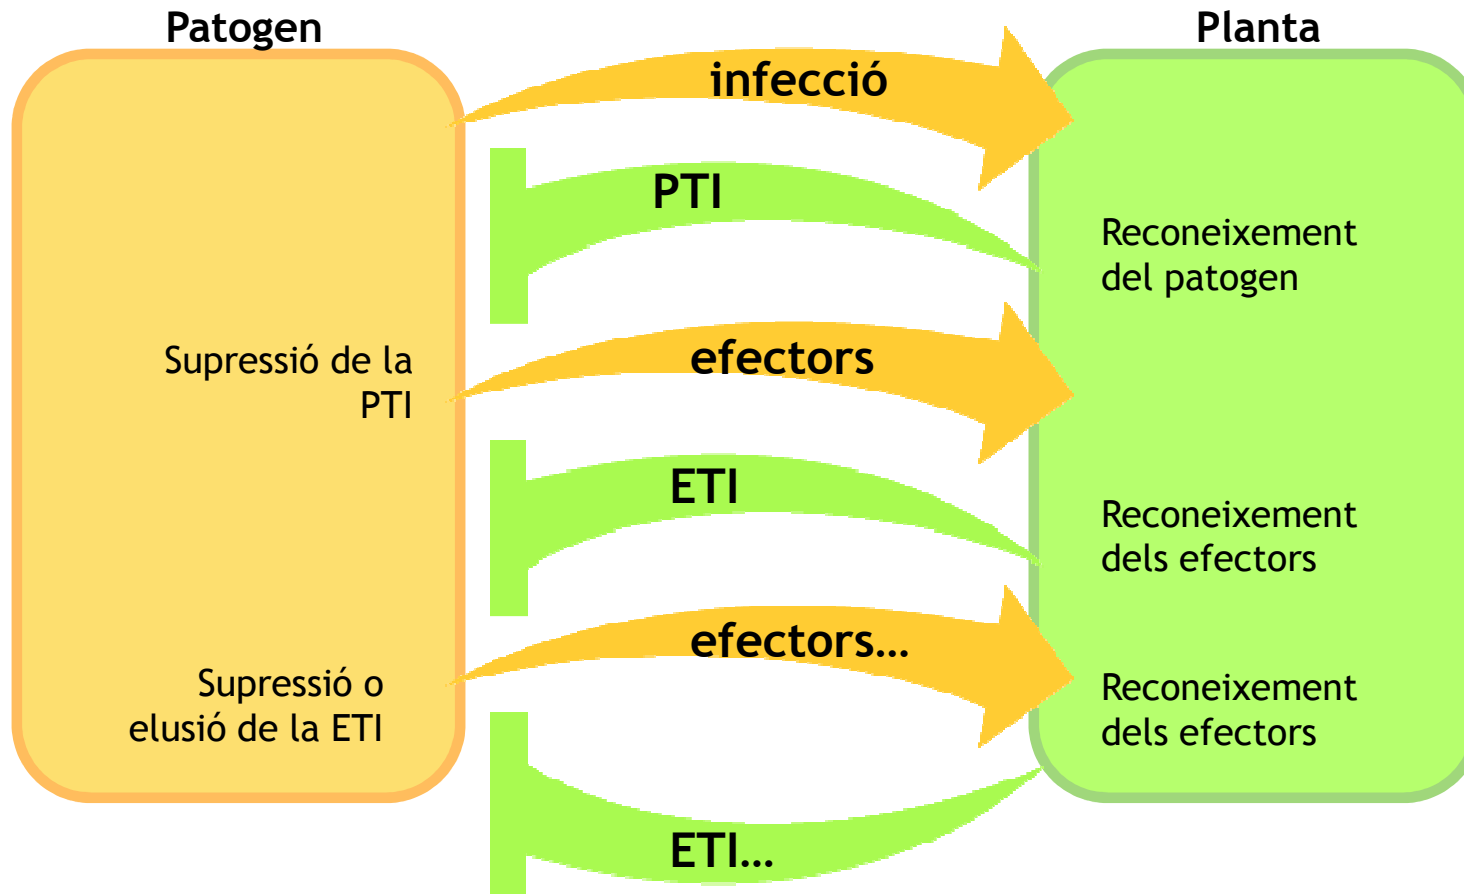 Patogen
Planta
infecció
PTI
Reconeixement
del patogen
Supressió de la
PTI
efectors
ETI
Reconeixement
dels efectors
efectors...
Supressió o
elusió de la ETI
Reconeixement
dels efectors
ETI...